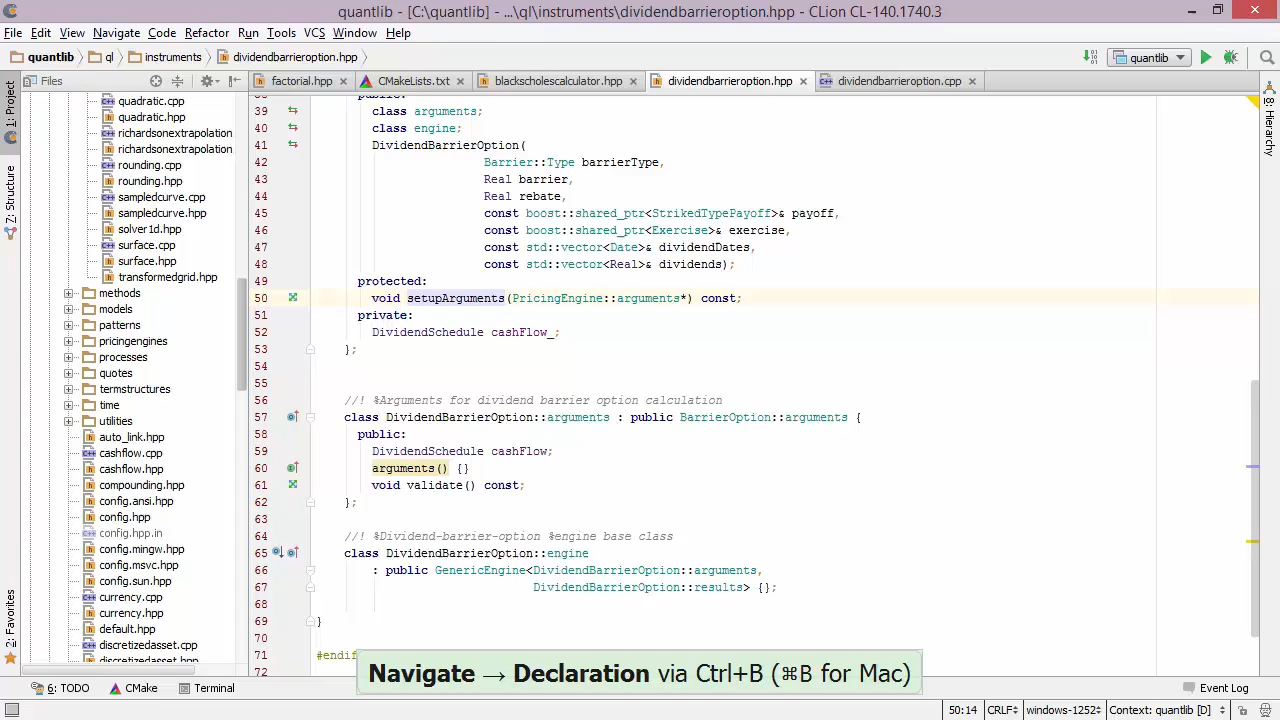 quantlib - [C:\quantlib] - ...\ql\instruments\dividendbarrieroption.hpp - CLion CL-140.1740.3
File Edit View Navigate Code Refactor Run Tools VCS Window Help
quantlib ql instruments dividendbarrieroption.hpp quantlib
Files factorial.hpp CMakeLists.txt blackscholescalculator.hpp dividendbarrieroption.hpp dividendbarrieroption.cpp
1: Project
Z: Structure
2: Favorites
8: Hierarchy
quadratic.cpp
quadratic.hpp
richardsonextrapolation
richardsonextrapolation
rounding.cpp
rounding.hpp
sampledcurve.cpp
sampledcurve.hpp
solver1d.hpp
surface.cpp
surface.hpp
transformedgrid.hpp
methods
models
patterns
pricingengines
processes
quotes
termstructures
time
utilities
auto_link.hpp
cashflow.cpp
cashflow.hpp
compounding.hpp
config.ansi.hpp
config.hpp
config.hpp.in
config.mingw.hpp
config.msvc.hpp
config.sun.hpp
currency.cpp
currency.hpp
default.hpp
discretizedasset.cpp
discretizedasset.hpp
38 public:
39 class arguments;
40 class engine;
41 DividendBarrierOption(
42 Barrier::Type barrierType,
43 Real barrier,
44 Real rebate,
45 const boost::shared_ptr<StrikedTypePayoff>& payoff,
46 const boost::shared_ptr<Exercise>& exercise,
47 const std::vector<Date>& dividendDates,
48 const std::vector<Real>& dividends);
49 protected:
50 void setupArguments(PricingEngine::arguments*) const;
51 private:
52 DividendSchedule cashFlow_;
53 };
54
55
56 //! %Arguments for dividend barrier option calculation
57 class DividendBarrierOption::arguments : public BarrierOption::arguments {
58 public:
59 DividendSchedule cashFlow;
60 arguments() {}
61 void validate() const;
62 };
63
64 //! %Dividend-barrier-option %engine base class
65 class DividendBarrierOption::engine
66 : public GenericEngine<DividendBarrierOption::arguments,
67 DividendBarrierOption::results> {};
68
69 }
70
71 #endif
72
Navigate → Declaration via Ctrl+B (⌘B for Mac)
6: TODO CMake Terminal Event Log
50:14 CRLF windows-1252 Context: quantlib [D]